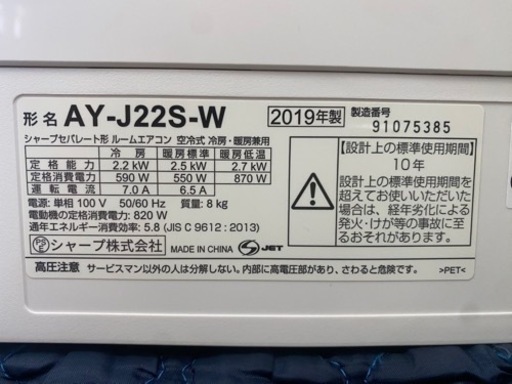 形名 AY-J22S-W 2019年製 製造番号 91075385
シャープセパレート形 ルームエアコン 空冷式 冷房・暖房兼用
冷房 暖房標準 暖房低温
定格能力 2.2 kW 2.5 kW 2.7 kW
定格消費電力 590 W 550 W 870 W
運転電流 7.0 A 6.5 A
電源: 単相 100 V 50/60 Hz 質量: 8 kg
電動機の定格消費電力: 820 W
通年エネルギー消費効率: 5.8 (JIS C 9612 : 2013)
シャープ株式会社 MADE IN CHINA JET
【設計上の標準使用期間】
10年
設計上の標準使用期間を
超えてお使いいただいた
場合は、経年劣化による
発火・けが等の事故に至
るおそれがあります。
高圧注意 サービスマン以外の人は分解しない。内部に高電圧部があり、さわると危険です。 >PET<